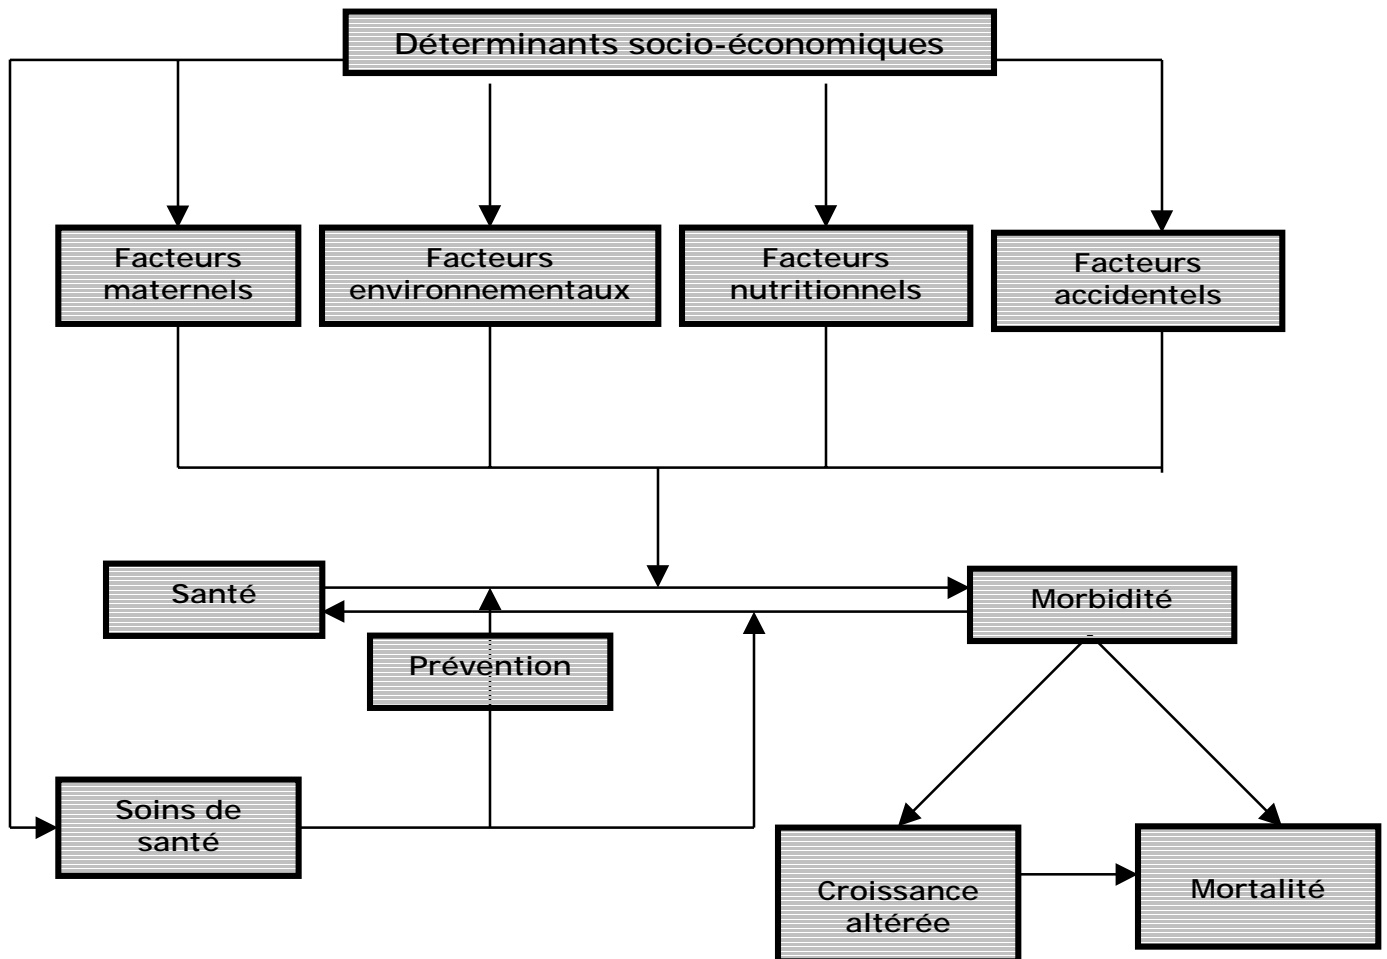 Déterminants socio-économiques
Facteurs
maternels
Facteurs
environnementaux
Facteurs
nutritionnels
Facteurs
accidentels
Santé
Morbidité
Prévention
Soins de
santé
Croissance
altérée
Mortalité